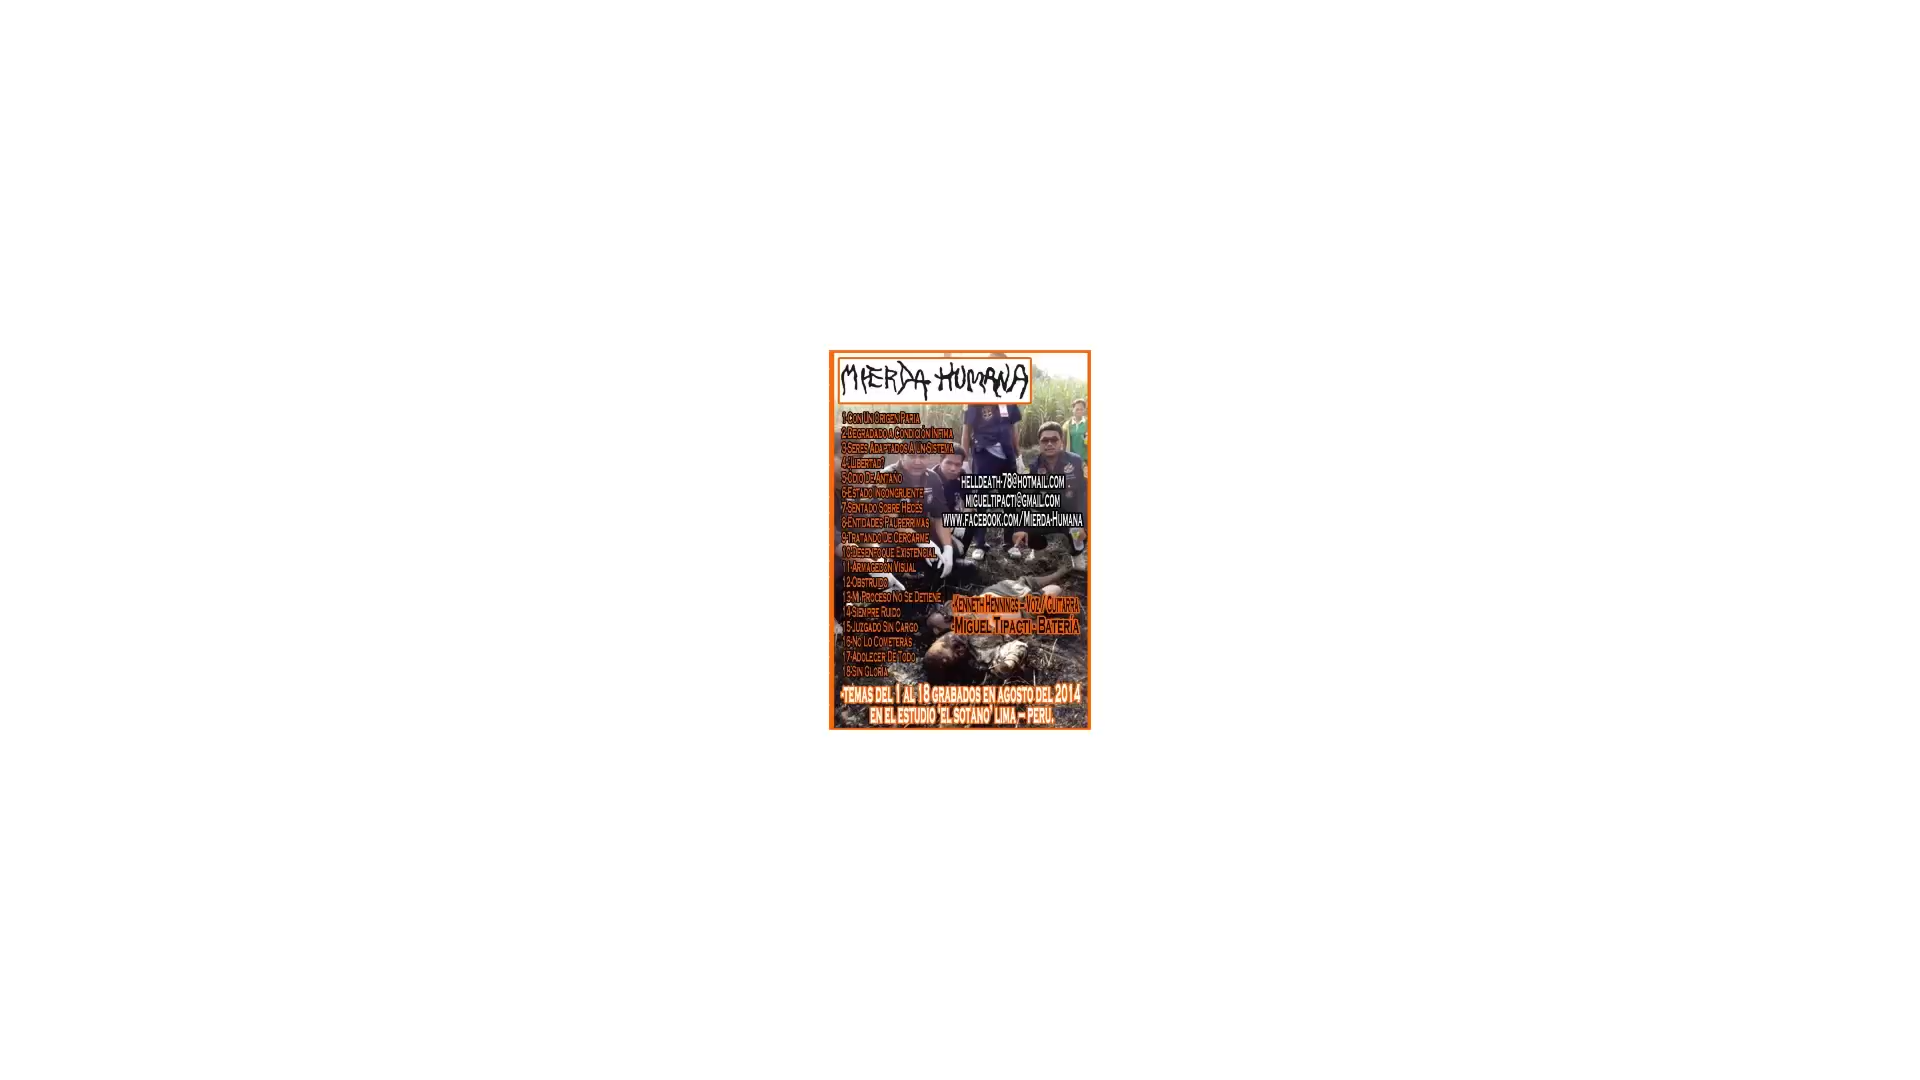 MIERDA HUMANA
1-Con Un Origen Paria
2-Degradado a Condición Infima
3-Seres Adaptados A Un Sistema
4-¿Libertad?
5-Odio De Antaño
6-Estado Incongruente
7-Sentado Sobre Heces
8-Entidades Pauperrimas
9-Tratando De Cercarme
10-Desenfoque Existencial
11-Armagedón Visual
12-Obstruido
13-Mi Proceso No Se Detiene
14-Siempre Ruido
15-Juzgado Sin Cargo
16-No Lo Cometerás
17-Adolecer De Todo
18-Sin Gloria
helldeath-78@hotmail.com
migueltipacti@gmail.com
www.facebook.com/Mierda-Humana
-Kenneth Hennings – Voz / Guitarra
-Miguel Tipacti - Batería
-temas del 1 al 18 grabados en agosto del 2014
en el estudio 'el sotano' lima – perú.